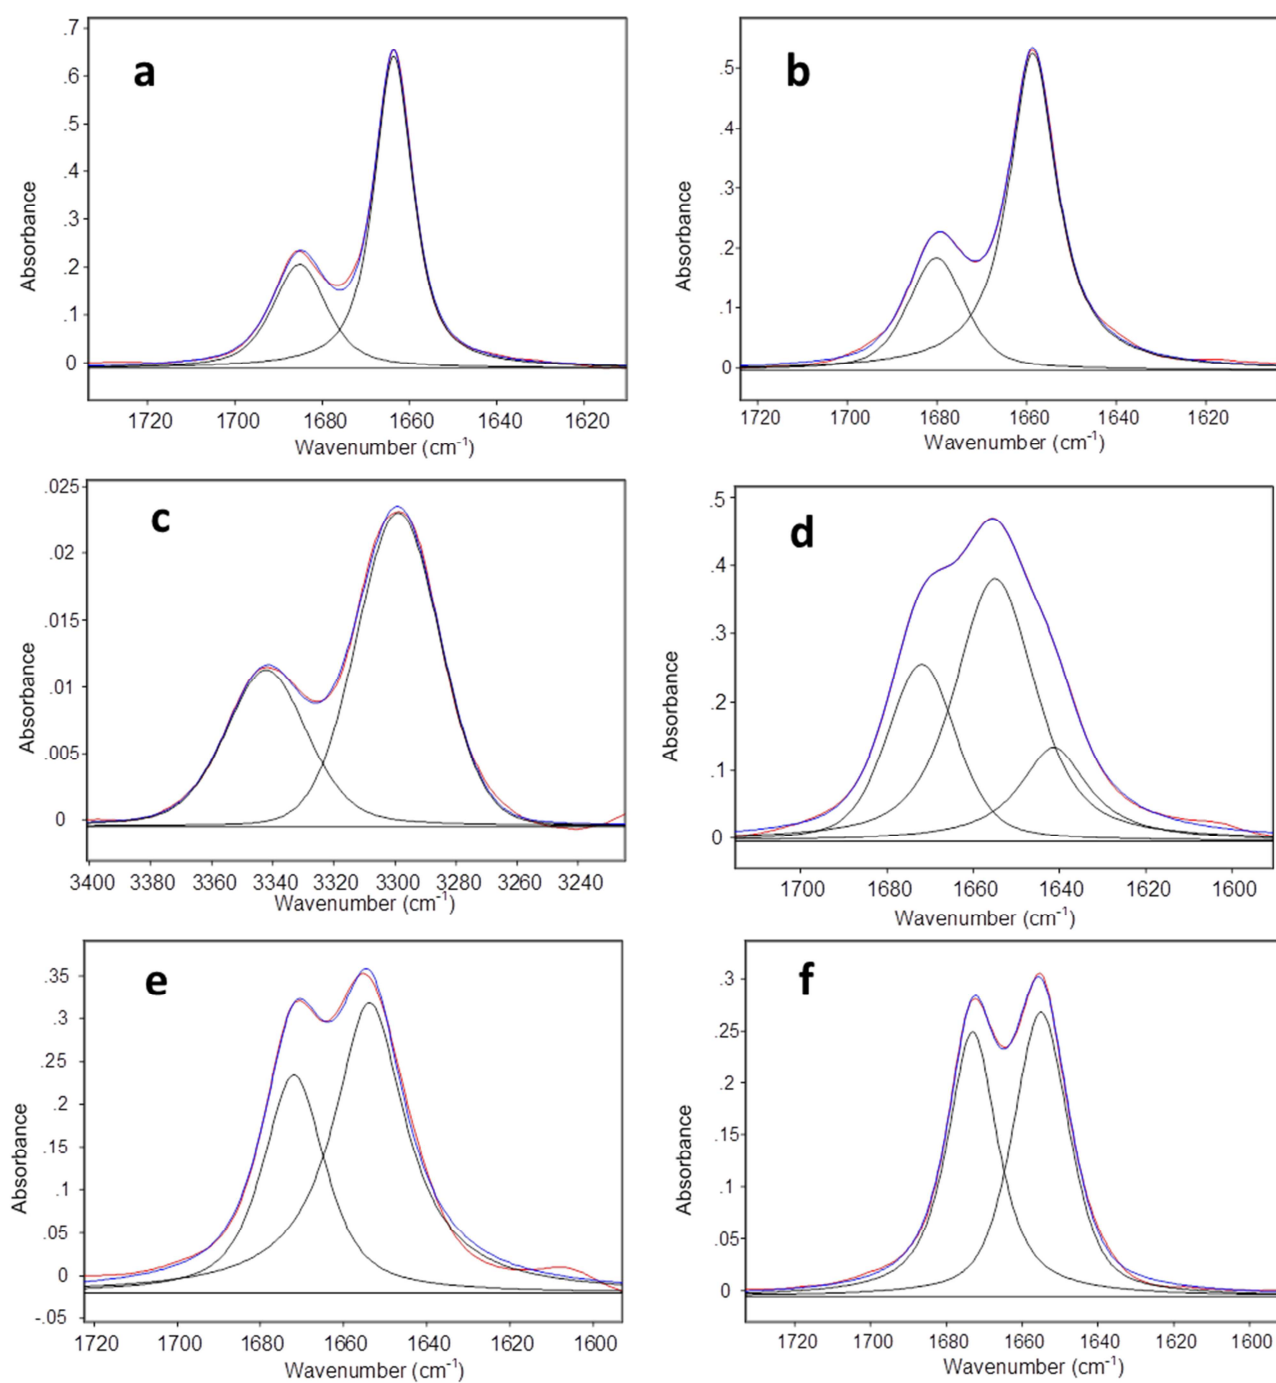 a
.7
.6
.5
.4
.3
.2
.1
0
Absorbance
1720 1700 1680 1660 1640 1620
Wavenumber (cm-1)
b
.5
.4
.3
.2
.1
0
Absorbance
1720 1700 1680 1660 1640 1620
Wavenumber (cm-1)
c
.025
.02
.015
.01
.005
0
Absorbance
3400 3380 3360 3340 3320 3300 3280 3260 3240
Wavenumber (cm-1)
d
.5
.4
.3
.2
.1
0
Absorbance
1700 1680 1660 1640 1620 1600
Wavenumber (cm-1)
e
.35
.3
.25
.2
.15
.1
.05
0
-.05
Absorbance
1720 1700 1680 1660 1640 1620 1600
Wavenumber (cm-1)
f
.3
.25
.2
.15
.1
.05
0
Absorbance
1720 1700 1680 1660 1640 1620 1600
Wavenumber (cm-1)